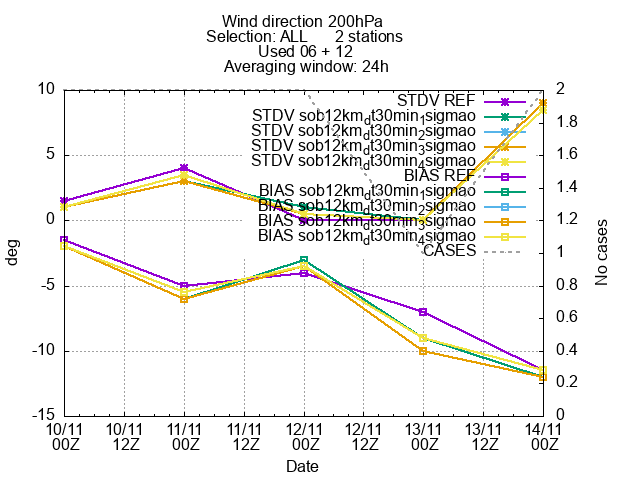 Wind direction 200hPa
Selection: ALL 2 stations
Used 06 + 12
Averaging window: 24h
10 2
STDV REF
STDV sob12km_dt30min_1sigmao 1.8
STDV sob12km_dt30min_2sigmao
STDV sob12km_dt30min_3sigmao 1.6
5 STDV sob12km_dt30min_4sigmao
BIAS REF
BIAS sob12km_dt30min_1sigmao 1.4
BIAS sob12km_dt30min_2sigmao
0 BIAS sob12km_dt30min_3sigmao 1.2
BIAS sob12km_dt30min_4sigmao
CASES 1
deg No cases
-5 0.8
0.6
-10 0.4
0.2
-15 0
10/11 10/11 11/11 11/11 12/11 12/11 13/11 13/11 14/11
00Z 12Z 00Z 12Z 00Z 12Z 00Z 12Z 00Z
Date